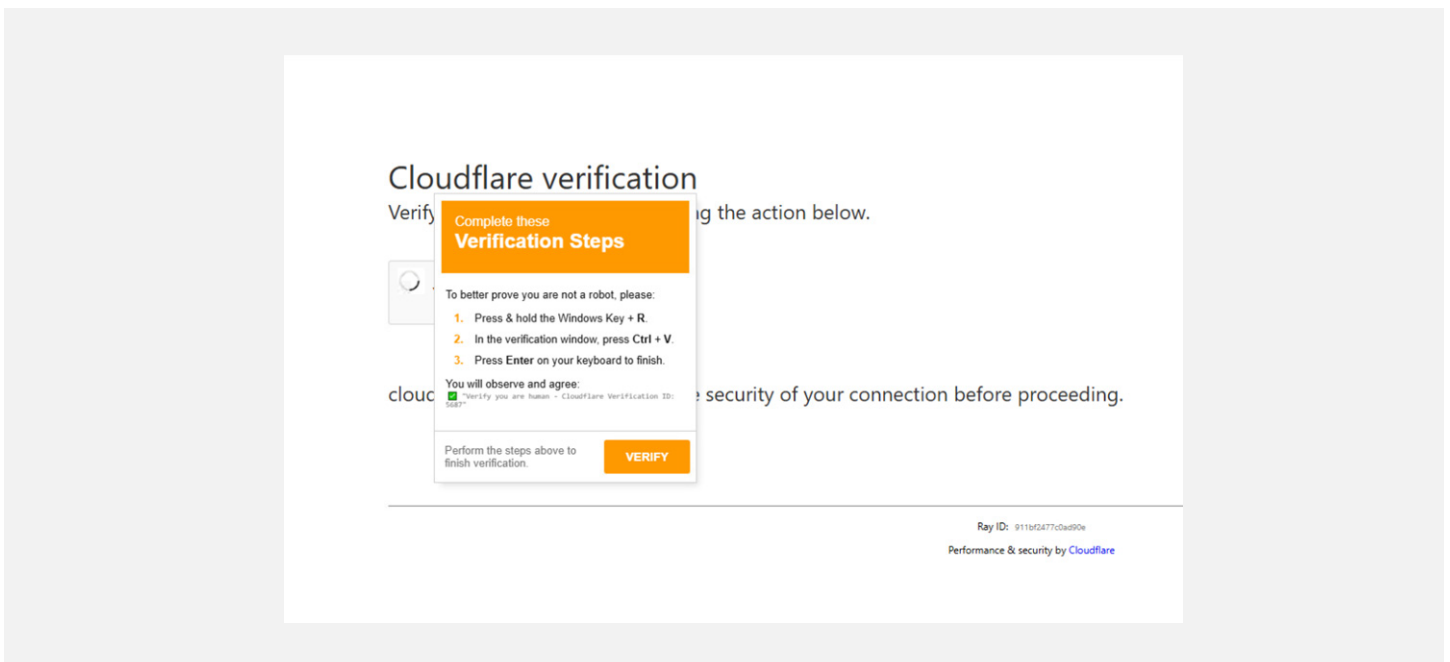 Cloudflare verification
Verify
g the action below.
Complete these
Verification Steps
To better prove you are not a robot, please:
1. Press & hold the Windows Key + R.
2. In the verification window, press Ctrl + V.
3. Press Enter on your keyboard to finish.
You will observe and agree:
✅ "Verify you are human - Cloudflare Verification ID:
5687"
cloud
security of your connection before proceeding.
Perform the steps above to
finish verification.
VERIFY
Ray ID: 911bf2477c0ad90e
Performance & security by Cloudflare